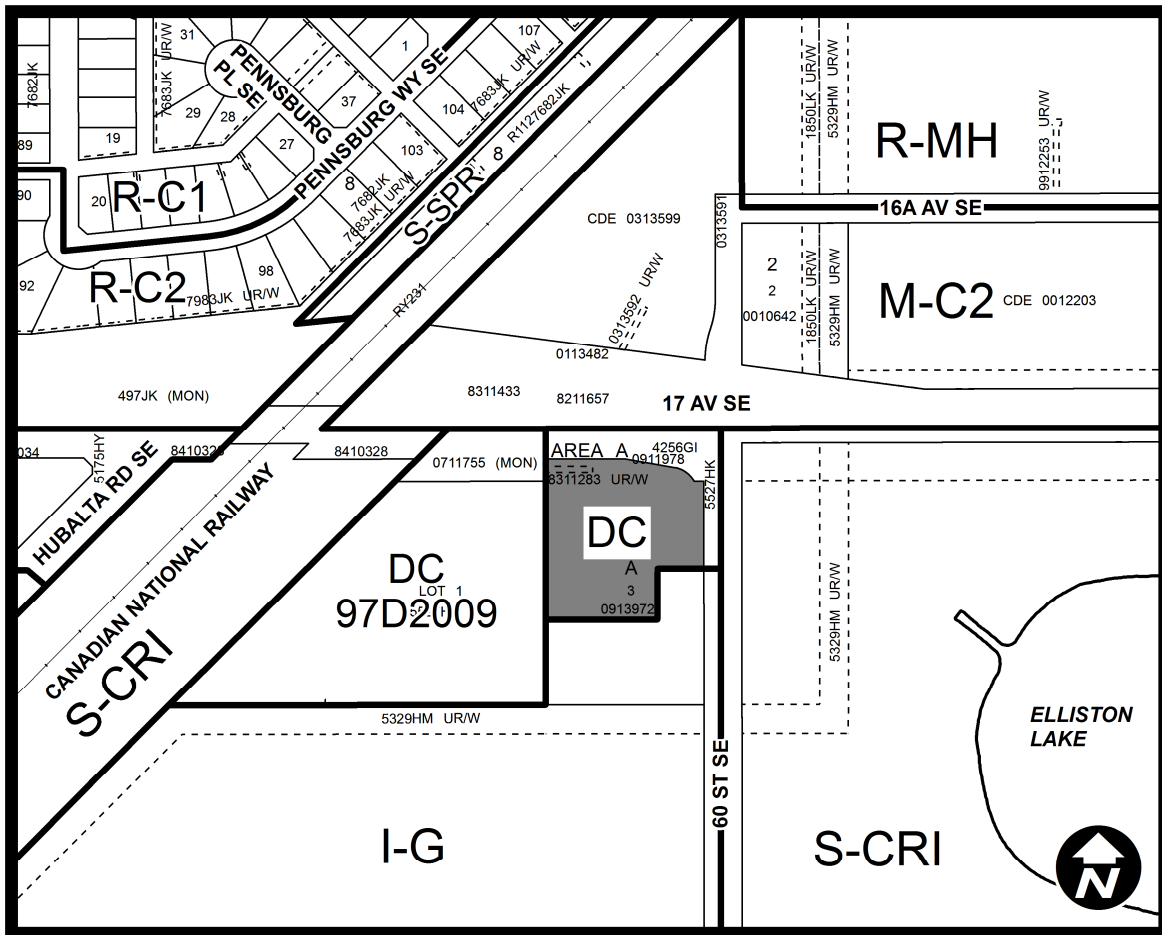 31
7683JK UR/W
PENNSBURG
PL SE
1
107
7682JK
29
28
37
PENNSBURG WY SE
104
7683JK UR/W
R1127682JK
1850LK UR/W
5329HM UR/W
R-MH
9912253 UR/W
89
19
27
103
8
90
20
R-C1
8
7682JK
7683JK UR/W
S-SPR
CDE 0313599
0313591
16A AV SE
92
R-C2
7983JK UR/W
98
RY231
0313592 UR/W
2
2
0010642
1850LK UR/W
5329HM UR/W
M-C2
CDE 0012203
0113482
497JK (MON)
8311433
8211657
17 AV SE
034
5175HY
8410328
HUBALTA RD SE
8410328
0711755 (MON)
AREA A
4256GI
0911978
8311283 UR/W
5527HK
CANADIAN NATIONAL RAILWAY
DC
LOT 1
97D2009
DC
A
3
0913972
5329HM UR/W
S-CRI
5329HM UR/W
ELLISTON
LAKE
60 ST SE
I-G
S-CRI
N